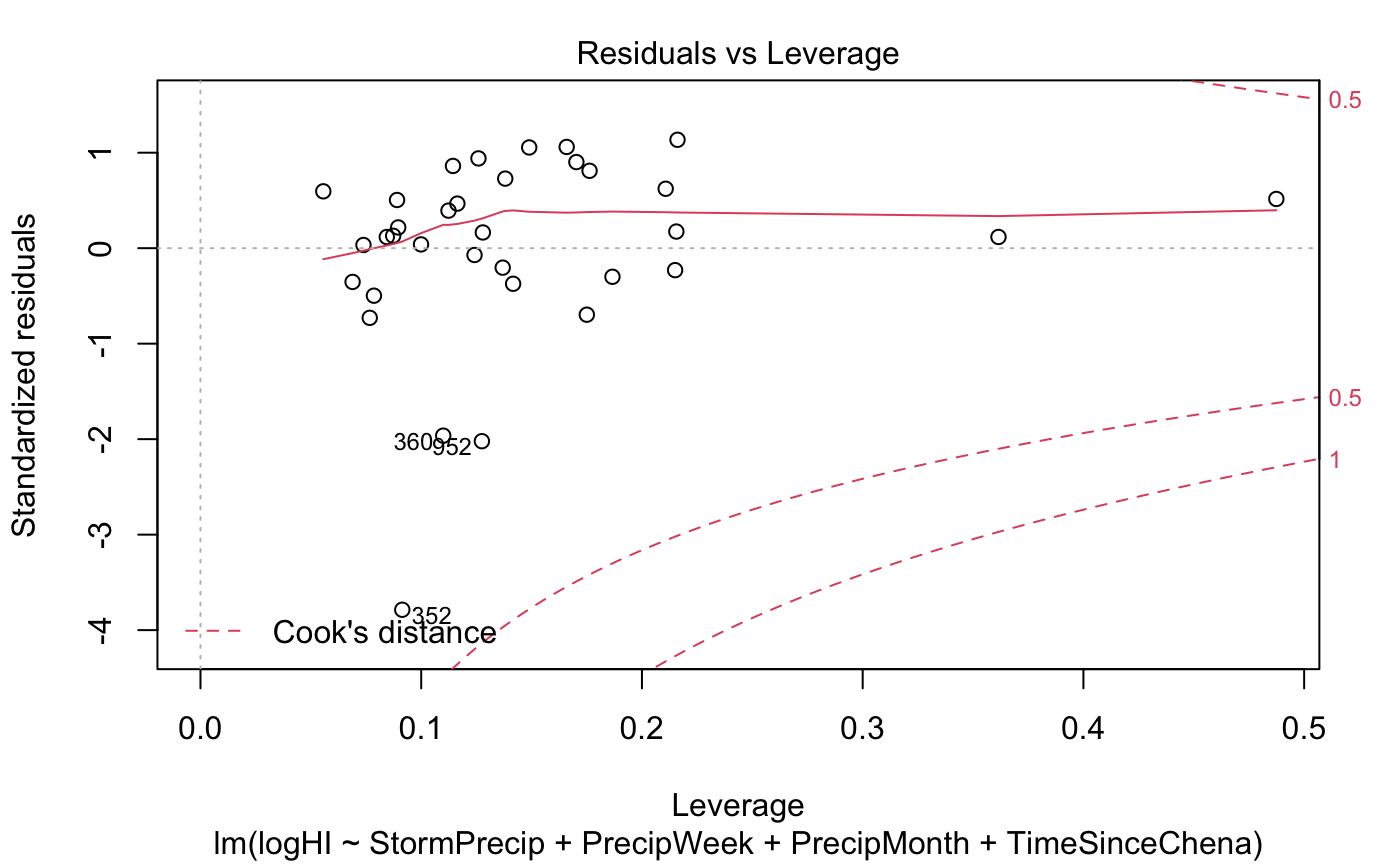 Residuals vs Leverage
Standardized residuals
1
0
-1
-2
-3
-4
0.5
0.5
1
360
952
352
Cook's distance
0.0 0.1 0.2 0.3 0.4 0.5
Leverage
lm(logHI ~ StormPrecip + PrecipWeek + PrecipMonth + TimeSinceChena)